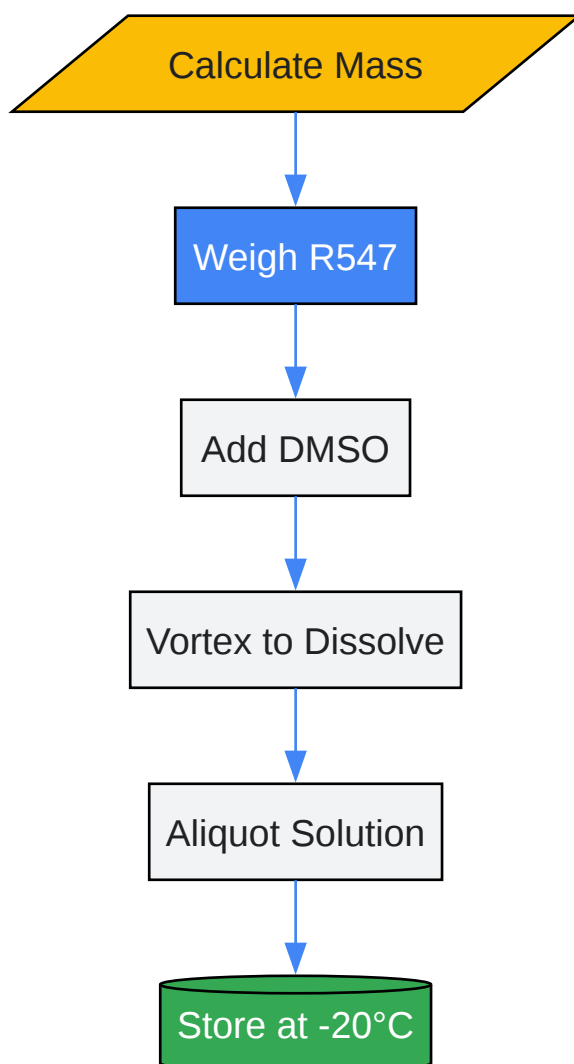 Calculate Mass
Weigh R547
Add DMSO
Vortex to Dissolve
Aliquot Solution
Store at -20°C